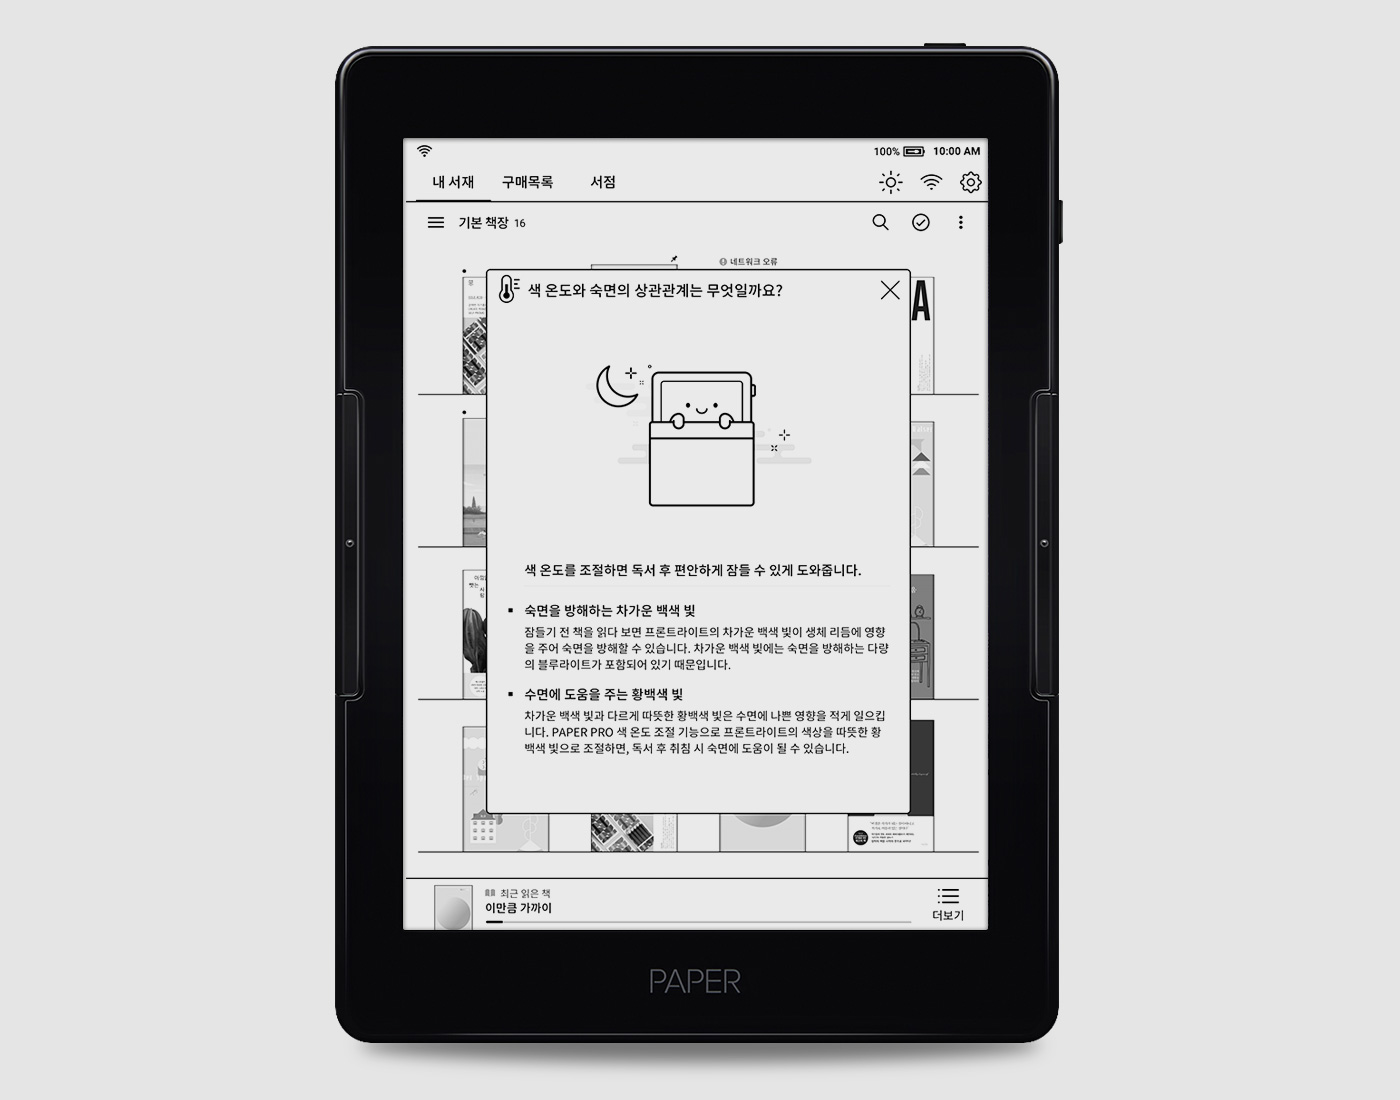 100% 10:00 AM
내 서재 구매목록 서점
기본 책장 16
네트워크 오류
색 온도와 숙면의 상관관계는 무엇일까요?
A
색 온도를 조절하면 독서 후 편안하게 잠들 수 있게 도와줍니다.
숙면을 방해하는 차가운 백색 빛
잠들기 전 책을 읽다 보면 프론트라이트의 차가운 백색 빛이 생체 리듬에 영향
을 주어 숙면을 방해할 수 있습니다. 차가운 백색 빛에는 숙면을 방해하는 다량
의 블루라이트가 포함되어 있기 때문입니다.
수면에 도움을 주는 황백색 빛
차가운 백색 빛과 다르게 따뜻한 황백색 빛은 수면에 나쁜 영향을 적게 일으킵
니다. PAPER PRO 색 온도 조절 기능으로 프론트라이트의 색상을 따뜻한 황
백색 빛으로 조절하면, 독서 후 취침 시 숙면에 도움이 될 수 있습니다.
최근 읽은 책
이만큼 가까이
더보기
PAPER